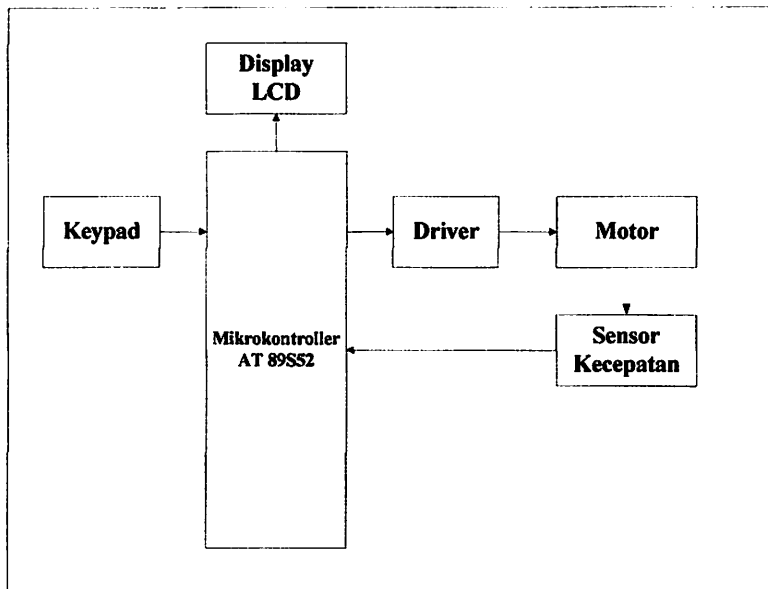 Display
LCD
Keypad
Driver
Motor
Mikrokontroller
AT 89S52
Sensor
Kecepatan